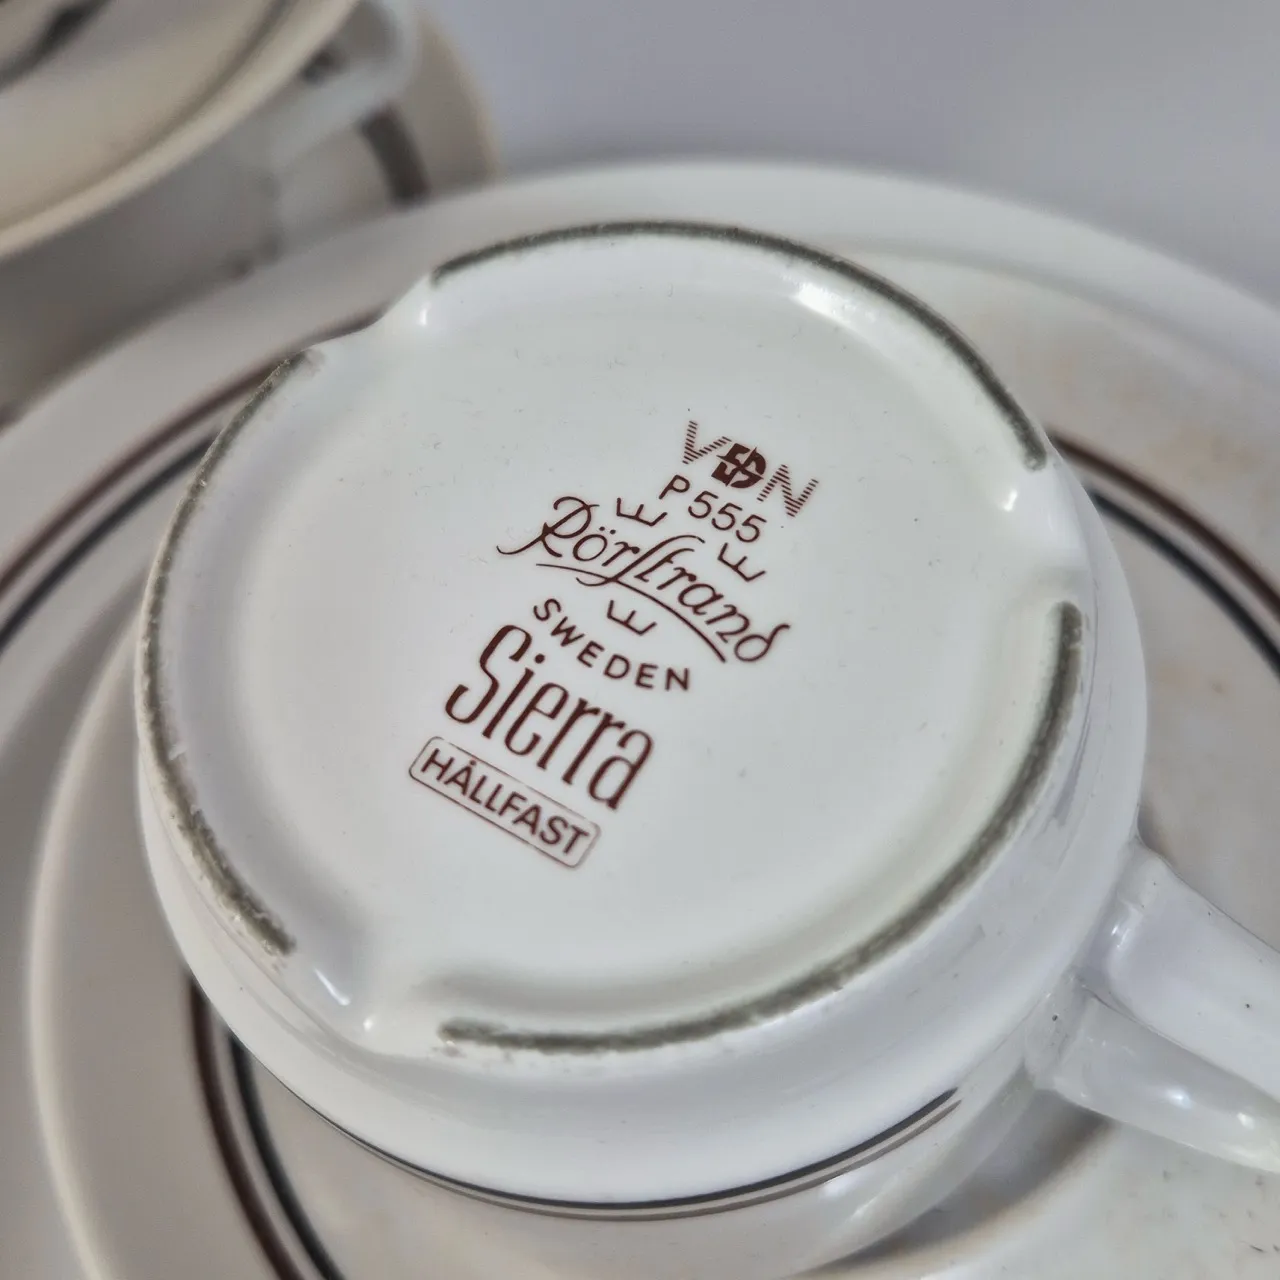 VDN
P555
Rörstrand
SWEDEN
Sierra
HÅLLFAST